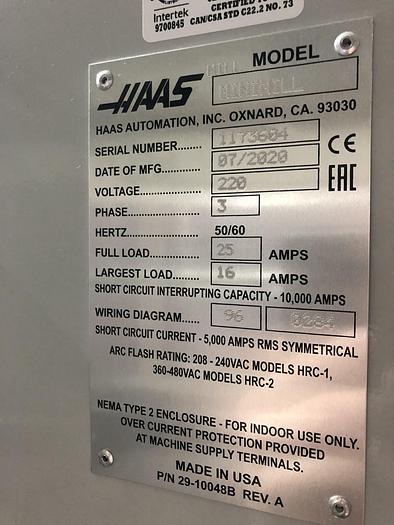 Intertek
9700845
CERTIFIED TO
CAN/CSA STD C22.2 NO. 73
HAAS
MODEL
MILL
MINIMILL
HAAS AUTOMATION, INC. OXNARD, CA. 93030
SERIAL NUMBER........ 1173604
DATE OF MFG............. 07/2020
VOLTAGE.................... 220
PHASE......................... 3
HERTZ......................... 50/60
FULL LOAD................. 25 AMPS
LARGEST LOAD....... 16 AMPS
SHORT CIRCUIT INTERRUPTING CAPACITY - 10,000 AMPS
WIRING DIAGRAM...... 96 0284
SHORT CIRCUIT CURRENT - 5,000 AMPS RMS SYMMETRICAL
ARC FLASH RATING: 208 - 240VAC MODELS HRC-1,
360-480VAC MODELS HRC-2
NEMA TYPE 2 ENCLOSURE - FOR INDOOR USE ONLY.
OVER CURRENT PROTECTION PROVIDED
AT MACHINE SUPPLY TERMINALS.
MADE IN USA
P/N 29-10048B REV. A
CE
EAC